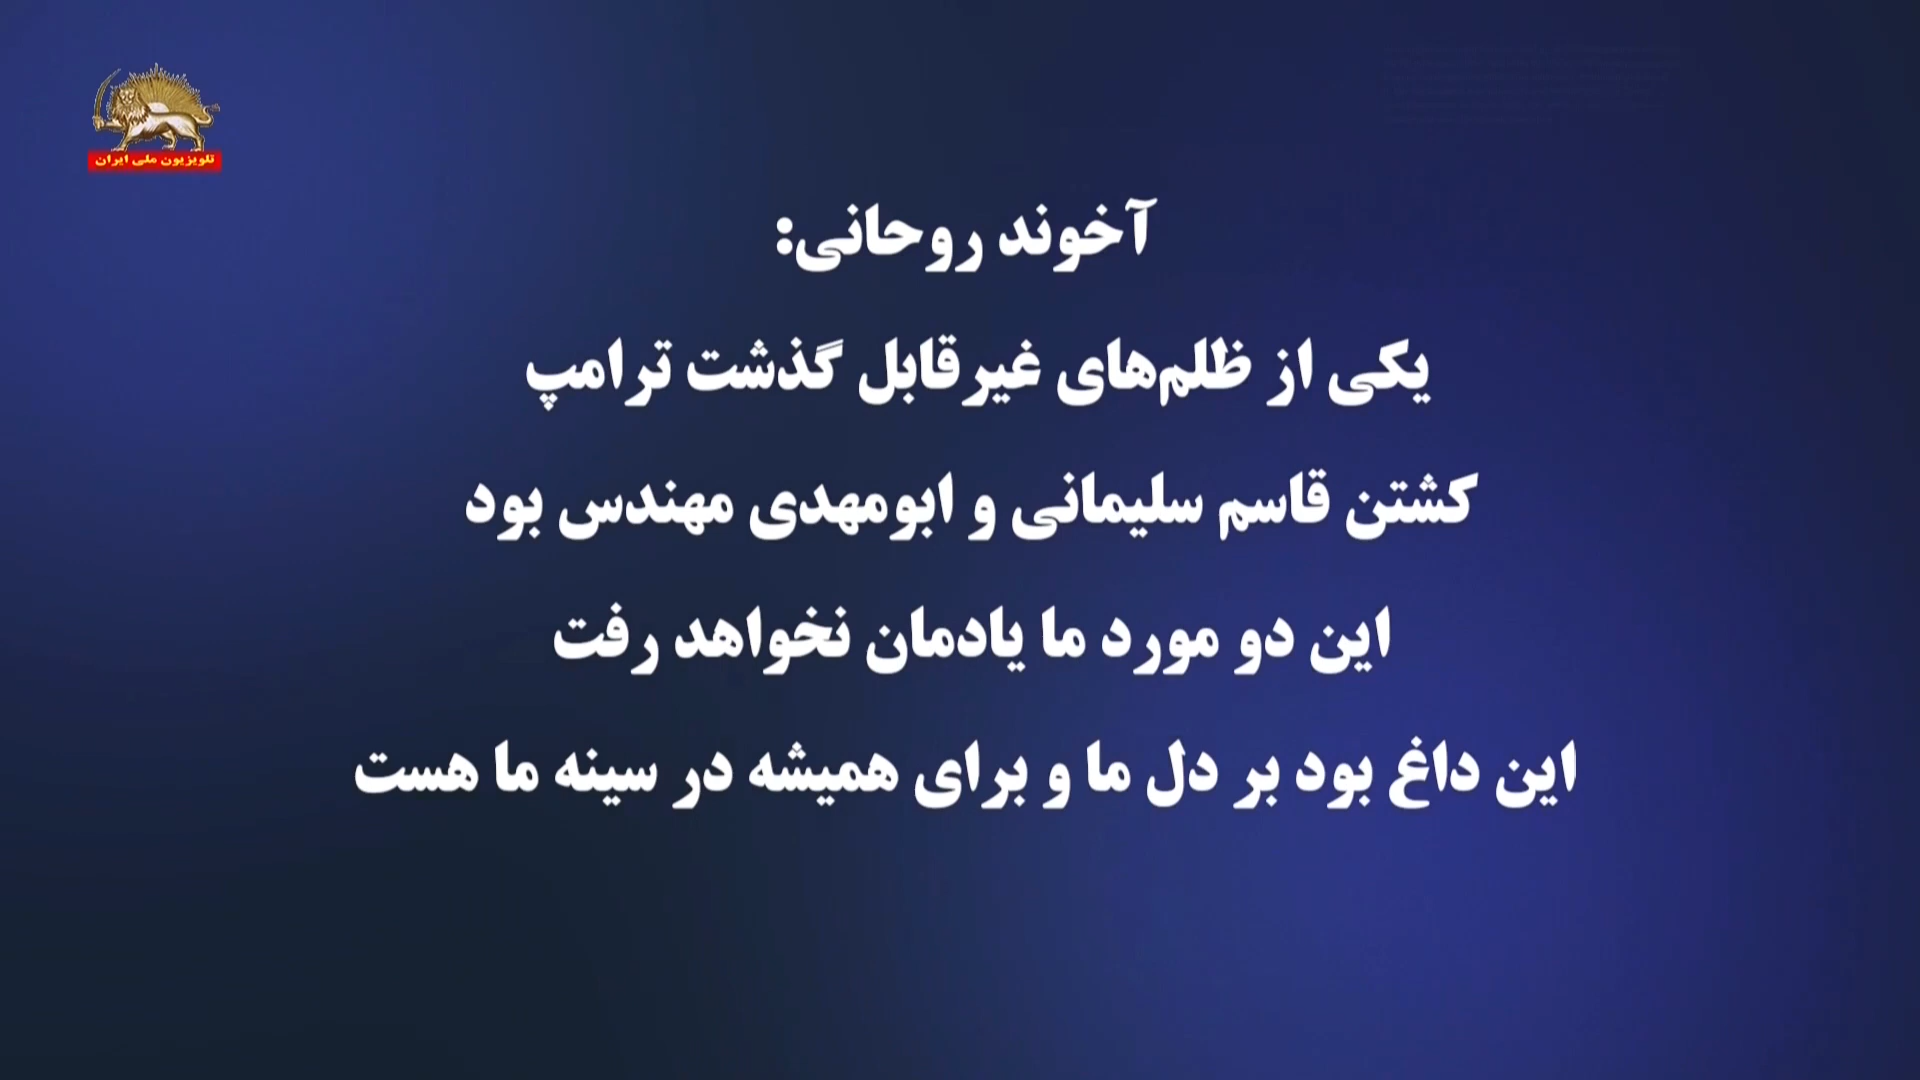 تلویزیون ملی ایران
آخوند روحانی:
یکی از ظلم‌های غیرقابل گذشت ترامپ
کشتن قاسم سلیمانی و ابومهدی مهندس بود
این دو مورد ما یادمان نخواهد رفت
این داغ بود بر دل ما و برای همیشه در سینه ما هست